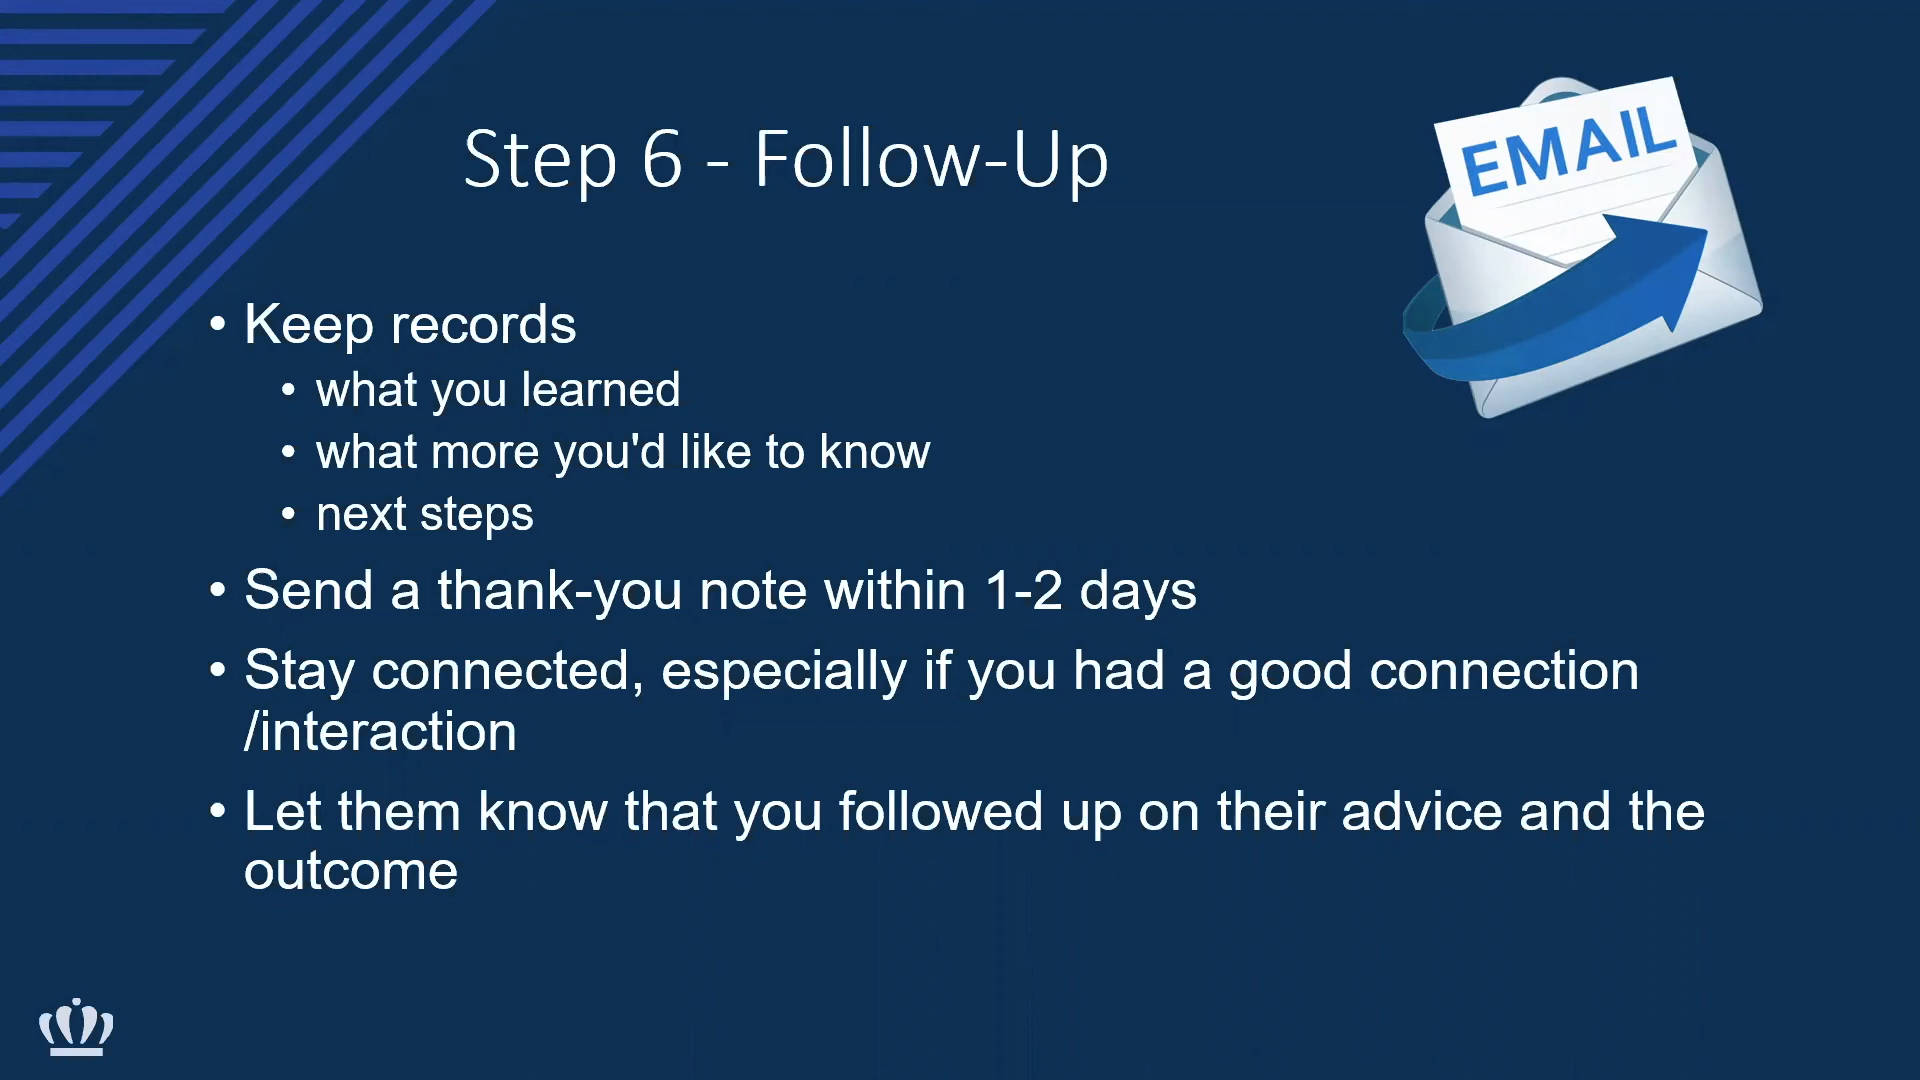 Step 6 - Follow-Up
EMAIL
• Keep records
• what you learned
• what more you'd like to know
• next steps
• Send a thank-you note within 1-2 days
• Stay connected, especially if you had a good connection
/interaction
• Let them know that you followed up on their advice and the
outcome